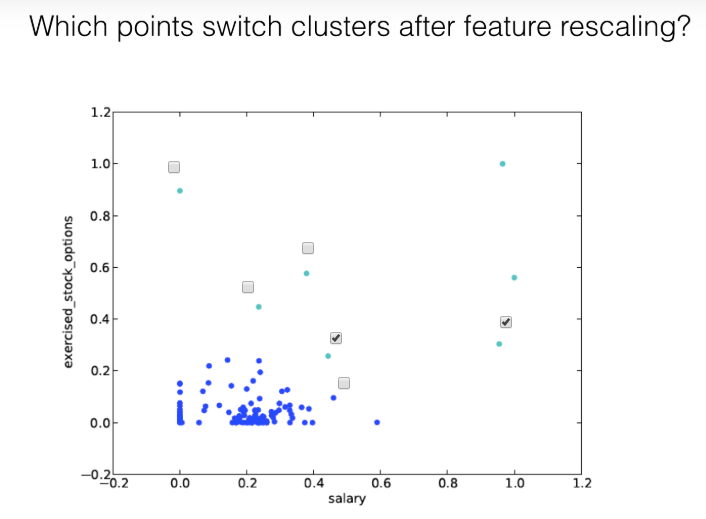 Which points switch clusters after feature rescaling?
1.2
1.0
0.8
0.6
0.4
0.2
0.0
−0.2
exercised_stock_options
−0.2 0.0 0.2 0.4 0.6 0.8 1.0 1.2
salary